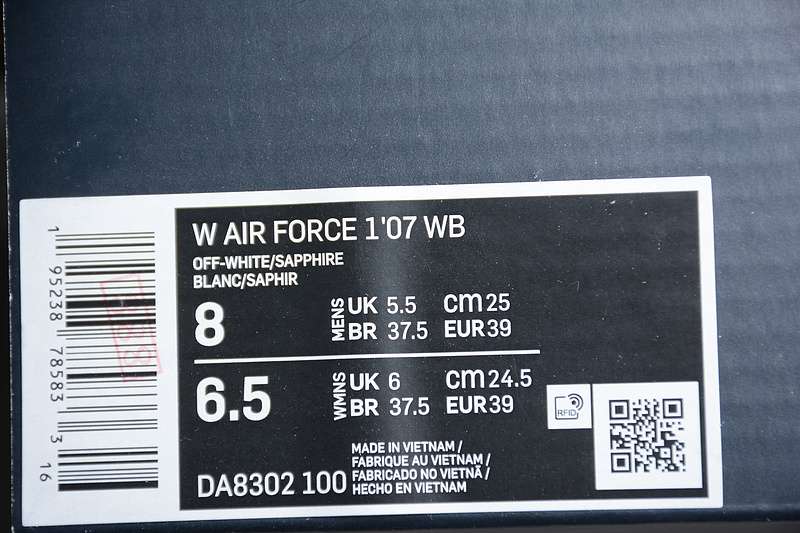 W AIR FORCE 1'07 WB
OFF-WHITE/SAPPHIRE
BLANC/SAPHIR
8 MENS UK 5.5 cm 25
BR 37.5 EUR 39
6.5 WMNS UK 6 cm 24.5
BR 37.5 EUR 39
RFID
DA8302 100
MADE IN VIETNAM /
FABRIQUE AU VIETNAM /
FABRICADO NO VIETNÃ /
HECHO EN VIETNAM
1 95238 78583 3
16